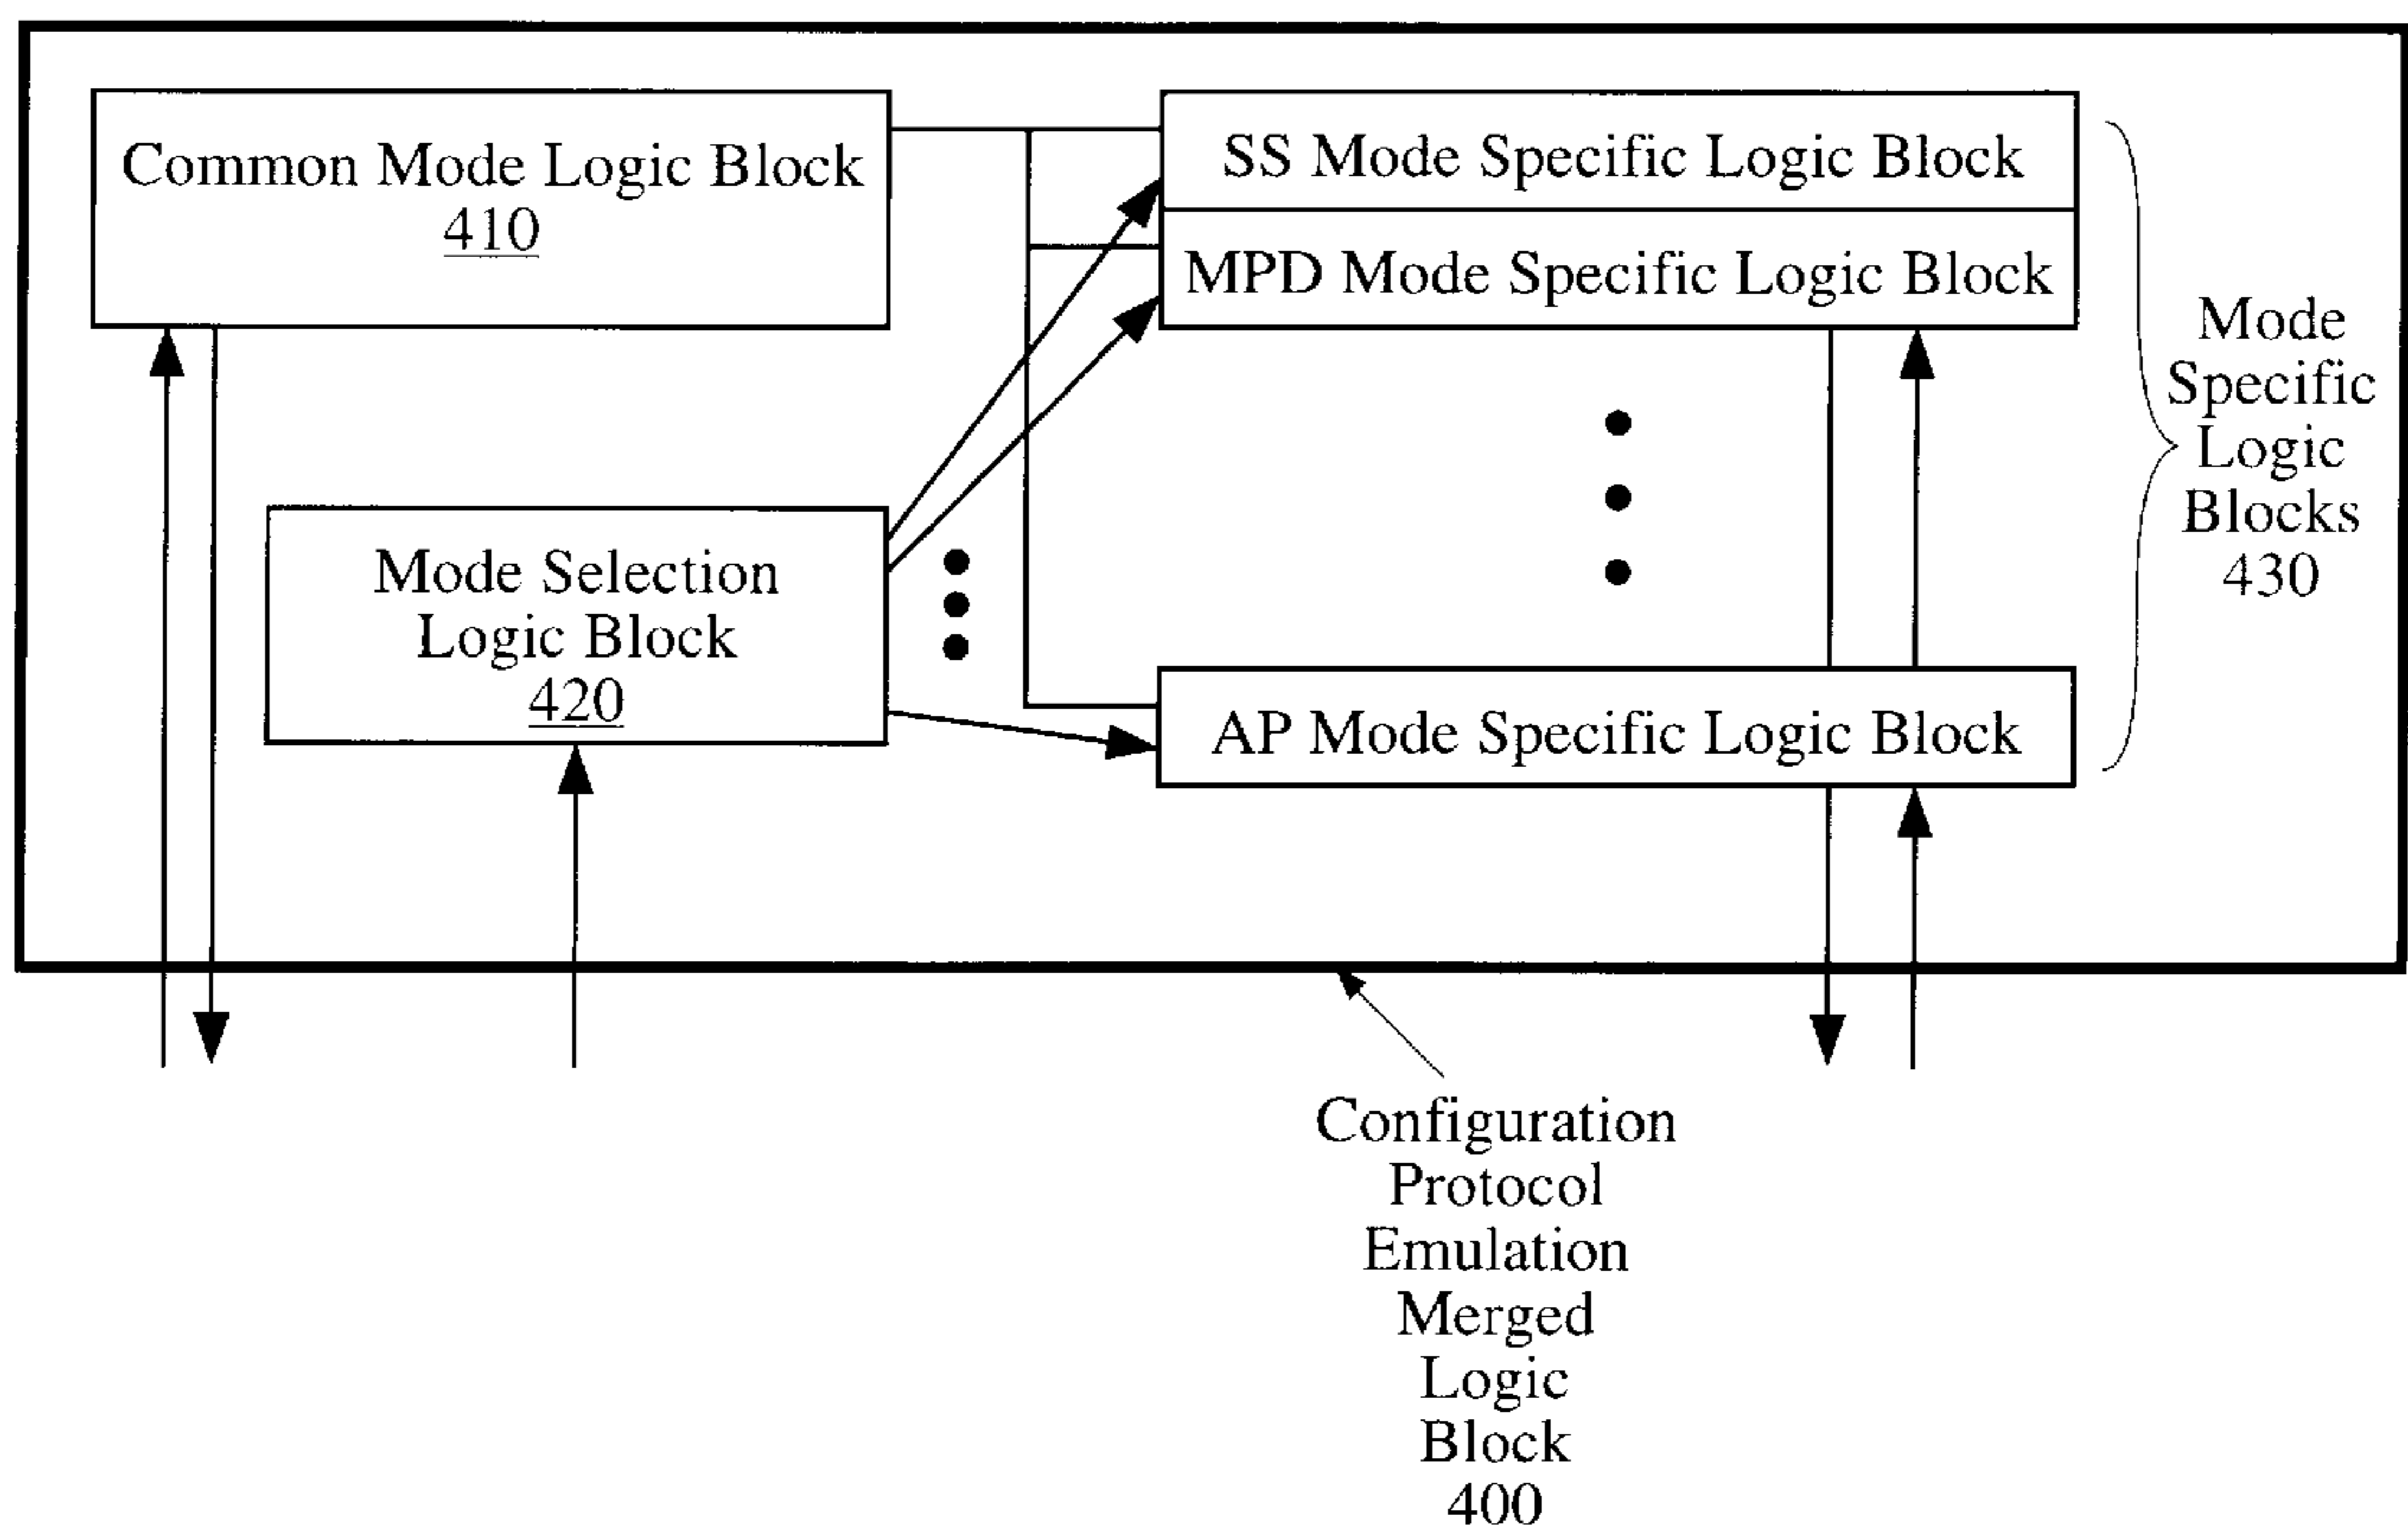 Common Mode Logic Block
410
SS Mode Specific Logic Block
MPD Mode Specific Logic Block
Mode
Specific
Logic
Blocks
430
Mode Selection
Logic Block
420
AP Mode Specific Logic Block
Configuration
Protocol
Emulation
Merged
Logic
Block
400